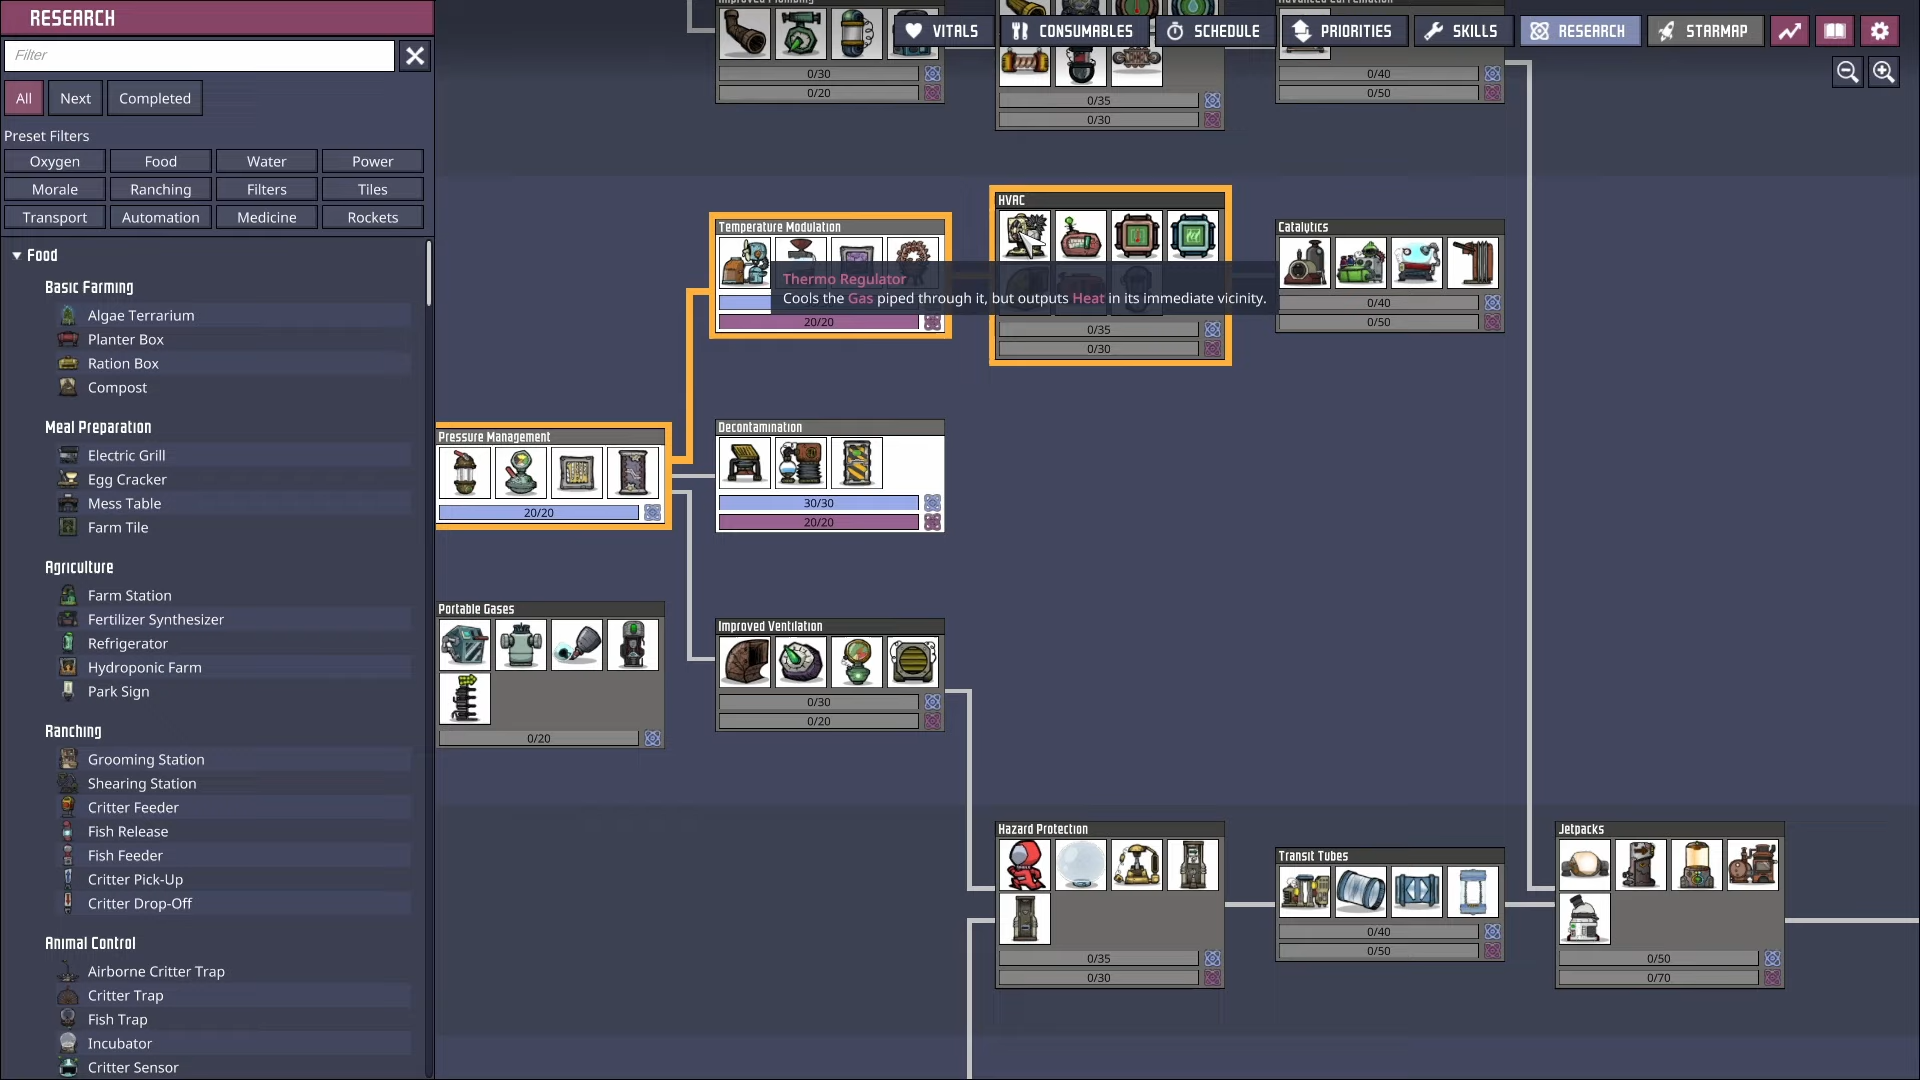 RESEARCH
VITALS
CONSUMABLES
SCHEDULE
PRIORITIES
SKILLS
RESEARCH
STARMAP
Filter
All
Next
Completed
Preset Filters
Oxygen
Food
Water
Power
Morale
Ranching
Filters
Tiles
Transport
Automation
Medicine
Rockets
Food
Basic Farming
Algae Terrarium
Planter Box
Ration Box
Compost
Meal Preparation
Electric Grill
Egg Cracker
Mess Table
Farm Tile
Agriculture
Farm Station
Fertilizer Synthesizer
Refrigerator
Hydroponic Farm
Park Sign
Ranching
Grooming Station
Shearing Station
Critter Feeder
Fish Release
Fish Feeder
Critter Pick-Up
Critter Drop-Off
Animal Control
Airborne Critter Trap
Critter Trap
Fish Trap
Incubator
Critter Sensor
0/30
0/20
0/35
0/30
0/40
0/50
Temperature Modulation
20/20
HVAC
0/35
0/30
Thermo Regulator
Cools the Gas piped through it, but outputs Heat in its immediate vicinity.
Catalytics
0/40
0/50
Pressure Management
20/20
Decontamination
30/30
20/20
Portable Gases
0/20
Improved Ventilation
0/30
0/20
Hazard Protection
0/35
0/30
Transit Tubes
0/40
0/50
Jetpacks
0/50
0/70